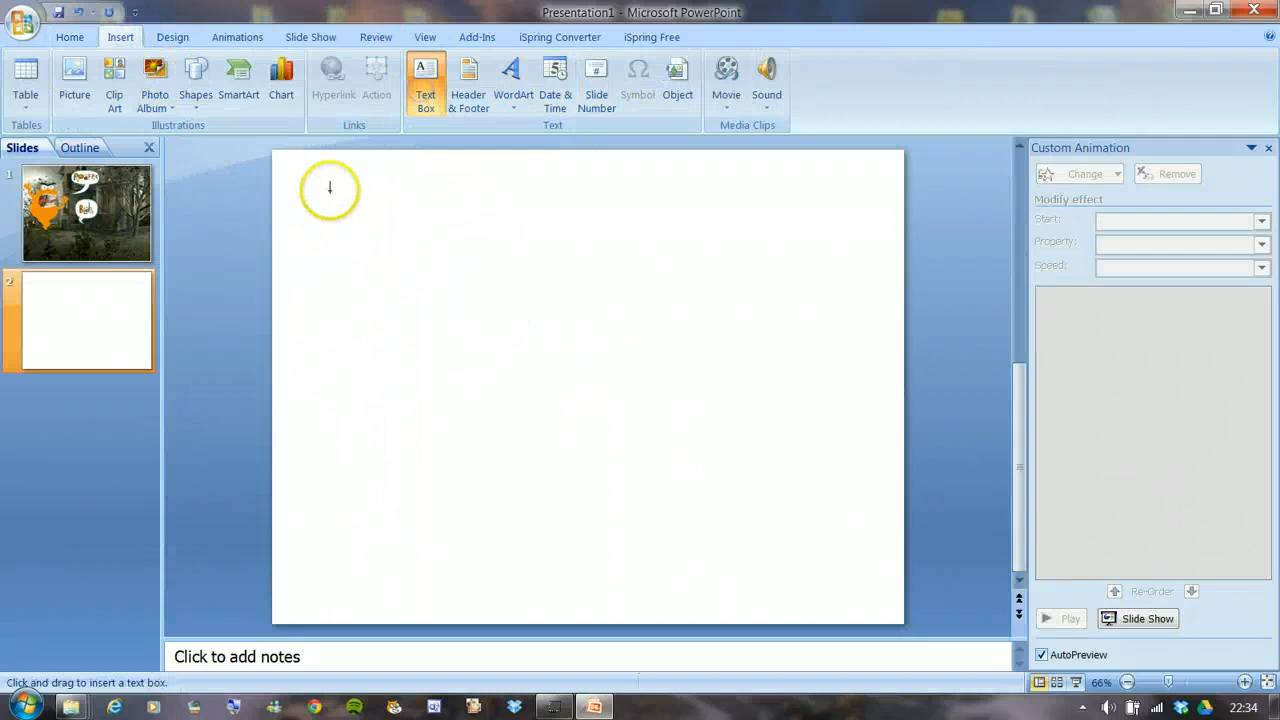 Presentation1 - Microsoft PowerPoint
Home Insert Design Animations Slide Show Review View Add-Ins iSpring Converter iSpring Free
Table Picture Clip Art Photo Album Shapes SmartArt Chart Hyperlink Action Text Box Header & Footer WordArt Date & Time Slide Number Symbol Object Movie Sound
Tables Illustrations Links Text Media Clips
Slides Outline
Custom Animation
1
Change Remove
Modify effect
Start:
Property:
Speed:
2
Re-Order
Play Slide Show
Click to add notes
AutoPreview
Click and drag to insert a text box.
66%
22:34